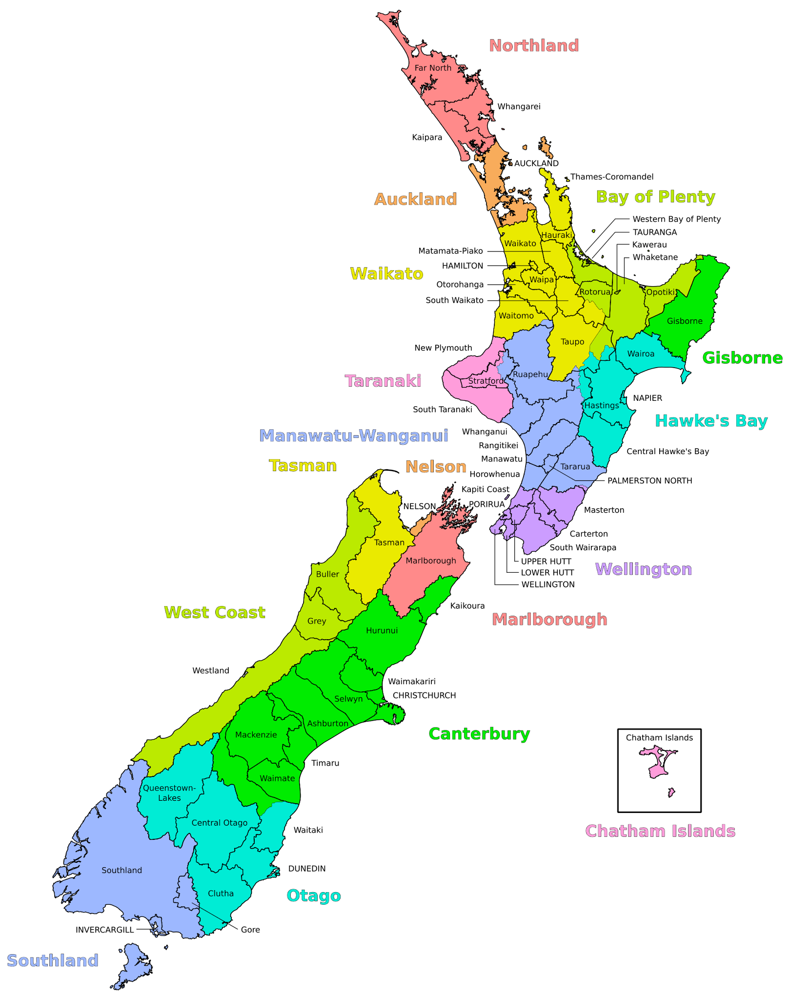 Northland
Far North
Whangarei
Kaipara
AUCKLAND
Thames-Coromandel
Auckland
Bay of Plenty
Western Bay of Plenty
Hauraki
TAURANGA
Waikato
Kawerau
Matamata-Piako
Whaketane
HAMILTON
Waikato
Waipa
Otorohanga
Rotorua
Opotiki
South Waikato
Waitomo
Gisborne
Taupo
New Plymouth
Wairoa
Gisborne
Ruapehu
Taranaki
Stratford
NAPIER
Hastings
South Taranaki
Hawke's Bay
Whanganui
Manawatu-Wanganui
Rangitikei
Central Hawke's Bay
Manawatu
Tasman
Nelson
Tararua
Horowhenua
PALMERSTON NORTH
Kapiti Coast
NELSON
PORIRUA
Masterton
Carterton
Tasman
South Wairarapa
Marlborough
UPPER HUTT
Wellington
LOWER HUTT
Buller
WELLINGTON
Kaikoura
West Coast
Marlborough
Grey
Hurunui
Westland
Waimakariri
CHRISTCHURCH
Selwyn
Ashburton
Canterbury
Mackenzie
Chatham Islands
Timaru
Waimate
Queenstown-
Lakes
Central Otago
Waitaki
Chatham Islands
DUNEDIN
Southland
Clutha
Otago
INVERCARGILL
Gore
Southland